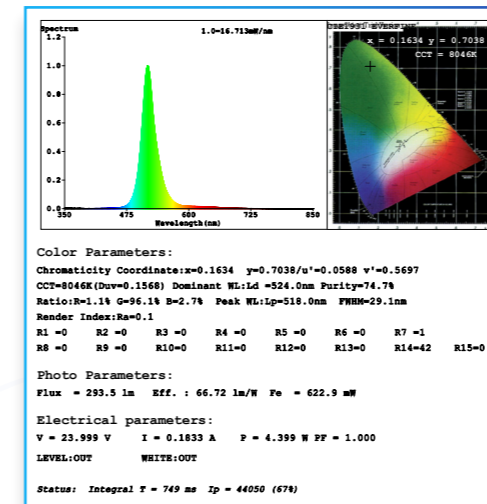 Spectrum
1.0=16.713mW/nm
1.2
1.0
0.8
0.6
0.4
0.2
0.0
350 475 600 725 850
Wavelength(nm)
x = 0.1634 y = 0.7038
CCT = 8046K
Color Parameters:
Chromaticity Coordinate:x=0.1634 y=0.7038/u'=0.0588 v'=0.5697
CCT=8046K(Duv=0.1568) Dominant WL:Ld =524.0nm Purity=74.7%
Ratio:R=1.1% G=96.1% B=2.7% Peak WL:Lp=518.0nm FWHM=29.1nm
Render Index:Ra=0.1
R1 =0 R2 =0 R3 =0 R4 =0 R5 =0 R6 =0 R7 =1
R8 =0 R9 =0 R10=0 R11=0 R12=0 R13=0 R14=42 R15=0
Photo Parameters:
Flux = 293.5 lm Eff. : 66.72 lm/W Fe = 622.9 mW
Electrical parameters:
V = 23.999 V I = 0.1833 A P = 4.399 W PF = 1.000
LEVEL:OUT WHITE:OUT
Status: Integral T = 749 ms Ip = 44050 (67%)